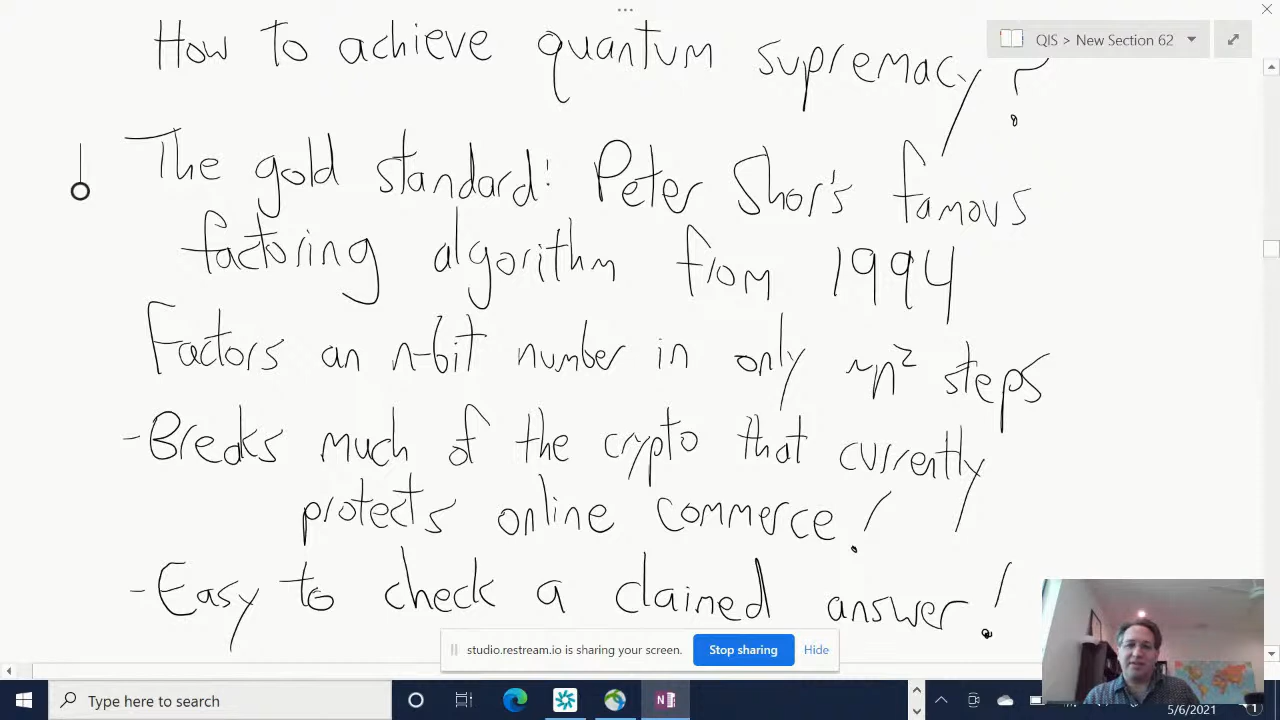 QIS > New Section 62
How to achieve quantum supremacy?
The gold standard: Peter Shor's famous
factoring algorithm from 1994
Factors an n-bit number in only ~n² steps
-Breaks much of the crypto that currently
protects online commerce!
-Easy to check a claimed answer!
studio.restream.io is sharing your screen.
Stop sharing
Hide
Type here to search
5/6/2021